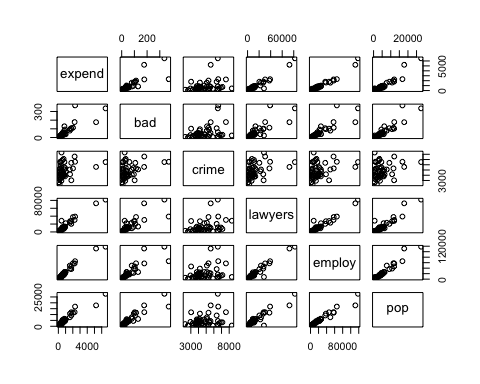 0 200 0 60000 0 20000
expend 0 5000
0 300 bad
crime 3000
0 80000 lawyers
employ 0 120000
0 25000 pop
0 4000 3000 8000 0 80000